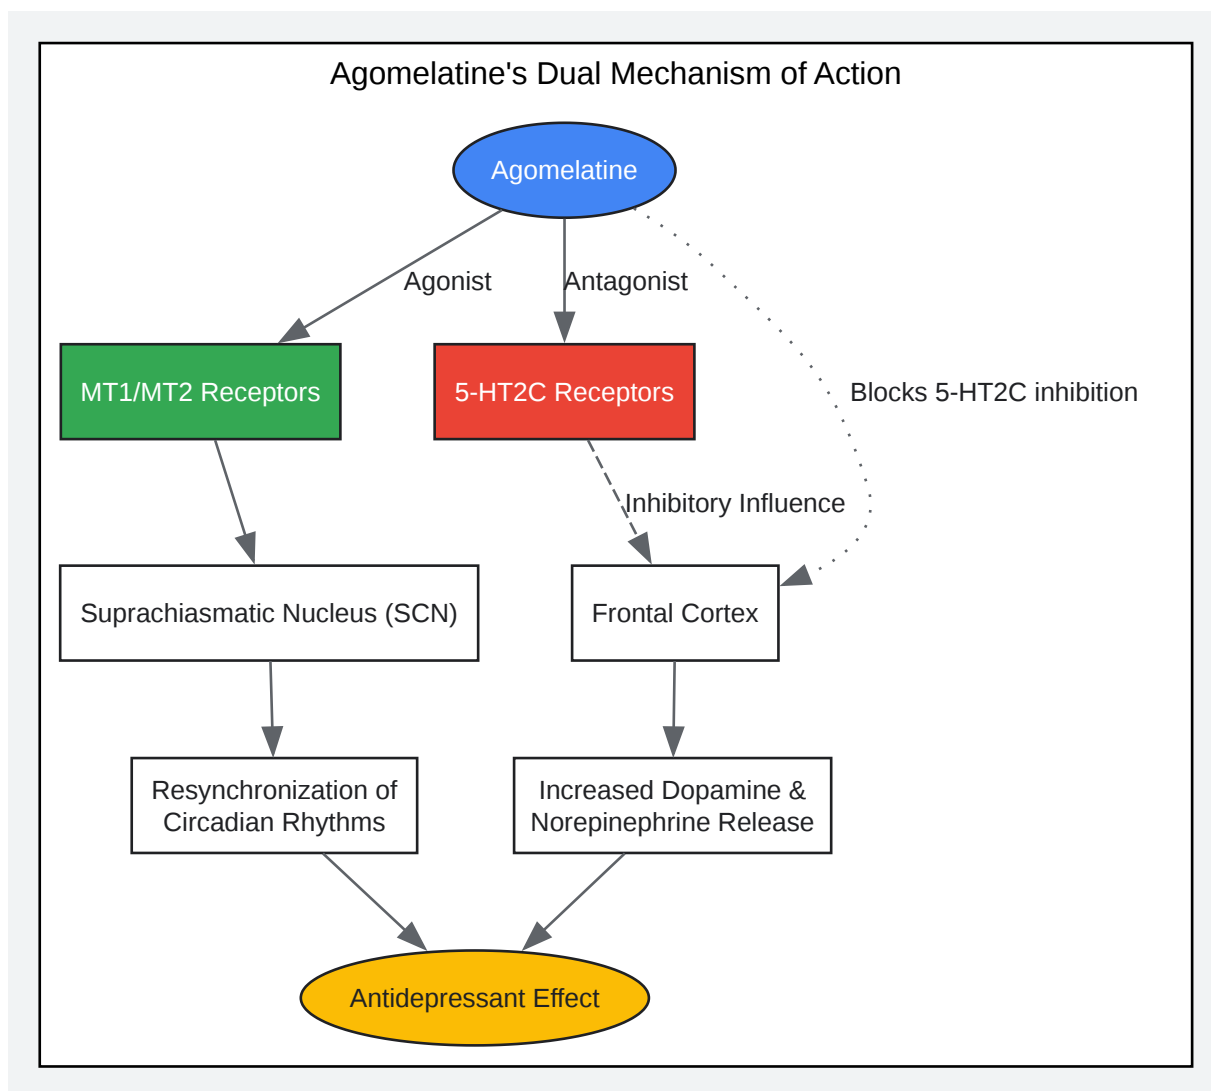 Agomelatine's Dual Mechanism of Action
Agomelatine
Agonist
Antagonist
MT1/MT2 Receptors
5-HT2C Receptors
Blocks 5-HT2C inhibition
Inhibitory Influence
Suprachiasmatic Nucleus (SCN)
Frontal Cortex
Resynchronization of
Circadian Rhythms
Increased Dopamine &
Norepinephrine Release
Antidepressant Effect